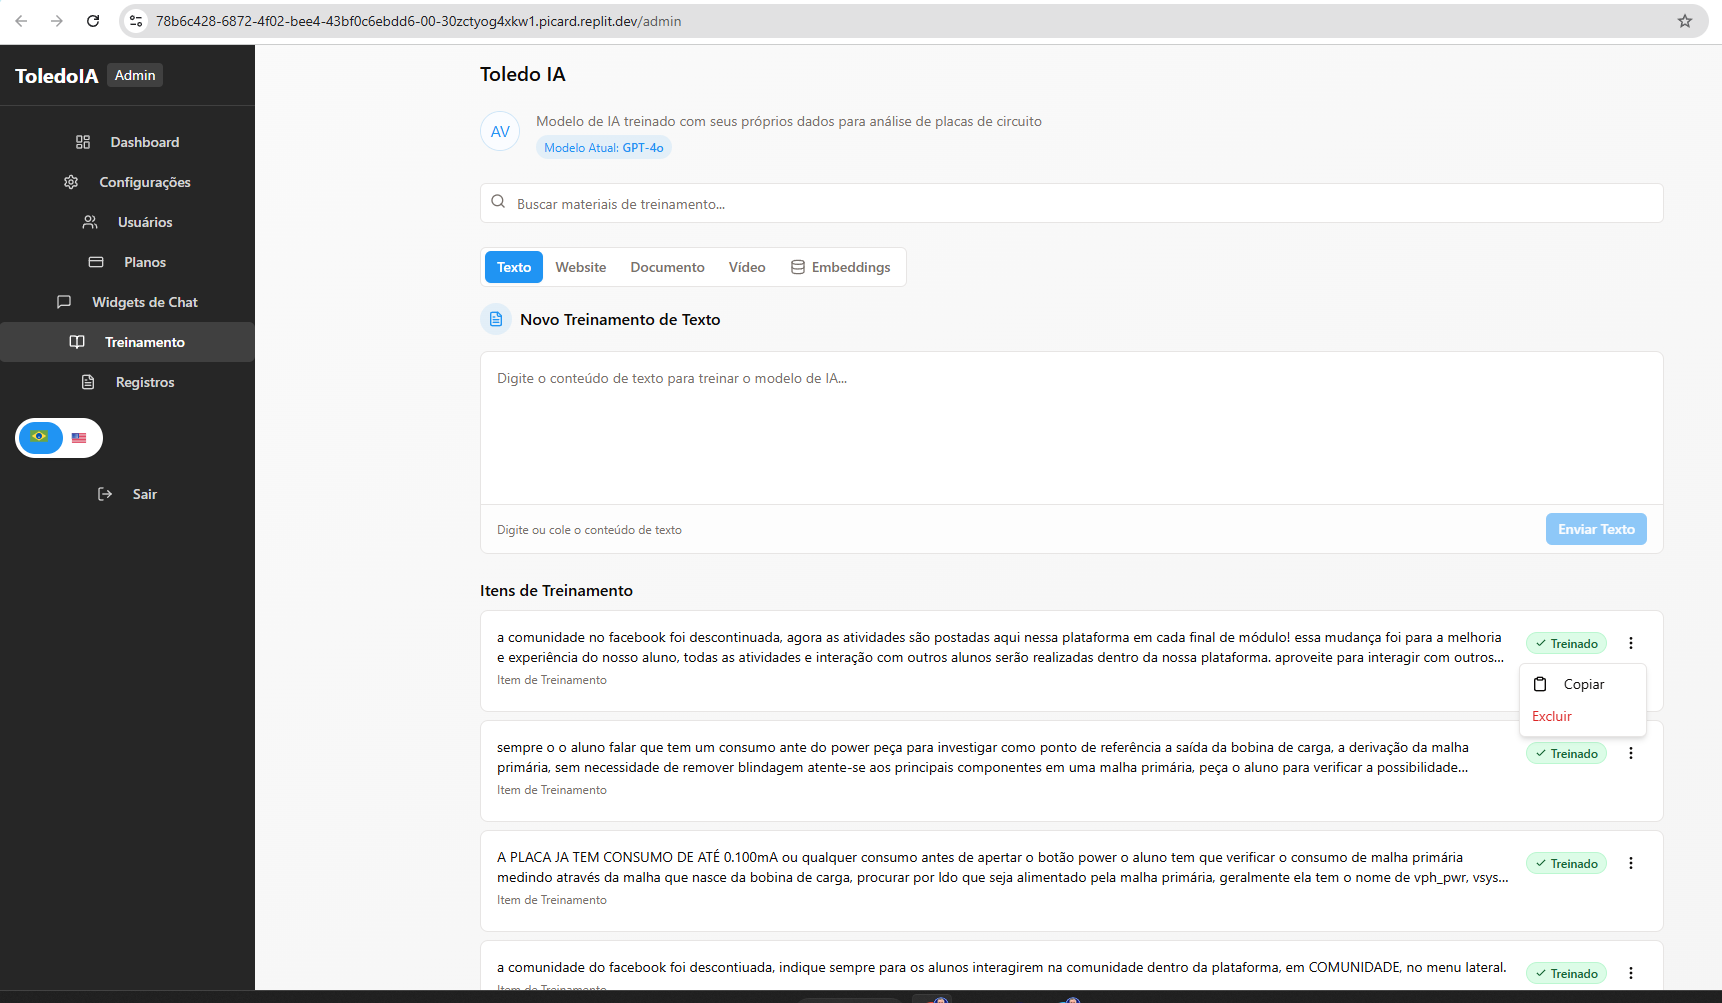 78b6c428-6872-4f02-bee4-43bf0c6ebdd6-00-30zctyog4xkw1.picard.replit.dev/admin
ToledoIA Admin
Dashboard
Configurações
Usuários
Planos
Widgets de Chat
Treinamento
Registros
Sair
Toledo IA
AV
Modelo de IA treinado com seus próprios dados para análise de placas de circuito
Modelo Atual: GPT-4o
Buscar materiais de treinamento...
Texto Website Documento Vídeo Embeddings
Novo Treinamento de Texto
Digite o conteúdo de texto para treinar o modelo de IA...
Digite ou cole o conteúdo de texto
Enviar Texto
Itens de Treinamento
a comunidade no facebook foi descontinuada, agora as atividades são postadas aqui nessa plataforma em cada final de módulo! essa mudança foi para a melhoria
e experiência do nosso aluno, todas as atividades e interação com outros alunos serão realizadas dentro da nossa plataforma. aproveite para interagir com outros...
Item de Treinamento
Treinado
Copiar
Excluir
sempre o o aluno falar que tem um consumo ante do power peça para investigar como ponto de referência a saída da bobina de carga, a derivação da malha
primária, sem necessidade de remover blindagem atente-se aos principais componentes em uma malha primária, peça o aluno para verificar a possibilidade...
Item de Treinamento
Treinado
A PLACA JA TEM CONSUMO DE ATÉ 0.100mA ou qualquer consumo antes de apertar o botão power o aluno tem que verificar o consumo de malha primária
medindo através da malha que nasce da bobina de carga, procurar por ldo que seja alimentado pela malha primária, geralmente ela tem o nome de vph_pwr, vsys...
Item de Treinamento
Treinado
a comunidade do facebook foi descontiuada, indique sempre para os alunos interagirem na comunidade dentro da plataforma, em COMUNIDADE, no menu lateral.
Item de Treinamento
Treinado